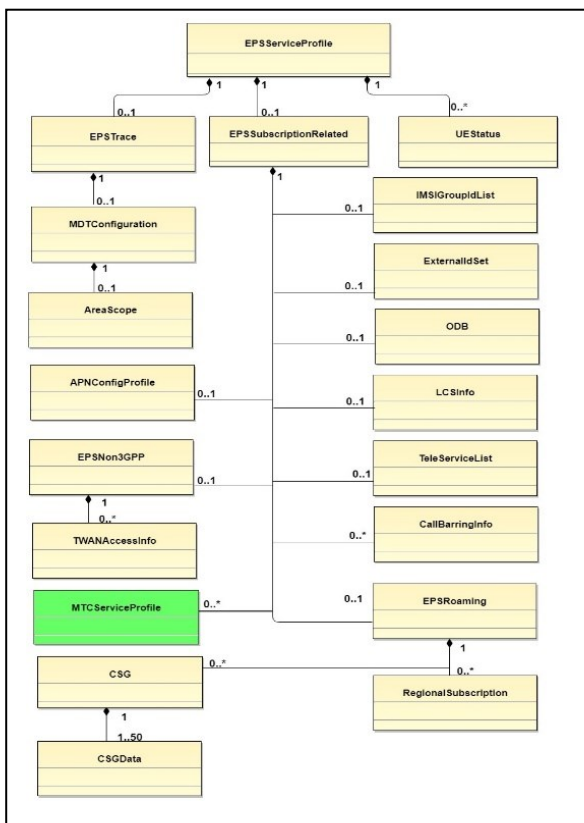 EPSServiceProfile
1 1 1
0..1 0..1 0..*
EPSTrace EPSSubscriptionRelated UEStatus
1 1
0..1
IMSIGroupIdList
0..1
MDTConfiguration
1
0..1
ExternalIdSet
0..1
AreaScope
ODB
0..1
APNConfigProfile
0..1
LCSInfo
0..1
EPSNon3GPP
0..1
TeleServiceList
0..1
1
0..*
CallBarringInfo
0..*
TWANAccessInfo
MTCServiceProfile
0..*
0..1
EPSRoaming
1
CSG
0..*
0..*
RegionalSubscription
1
1..50
CSGData